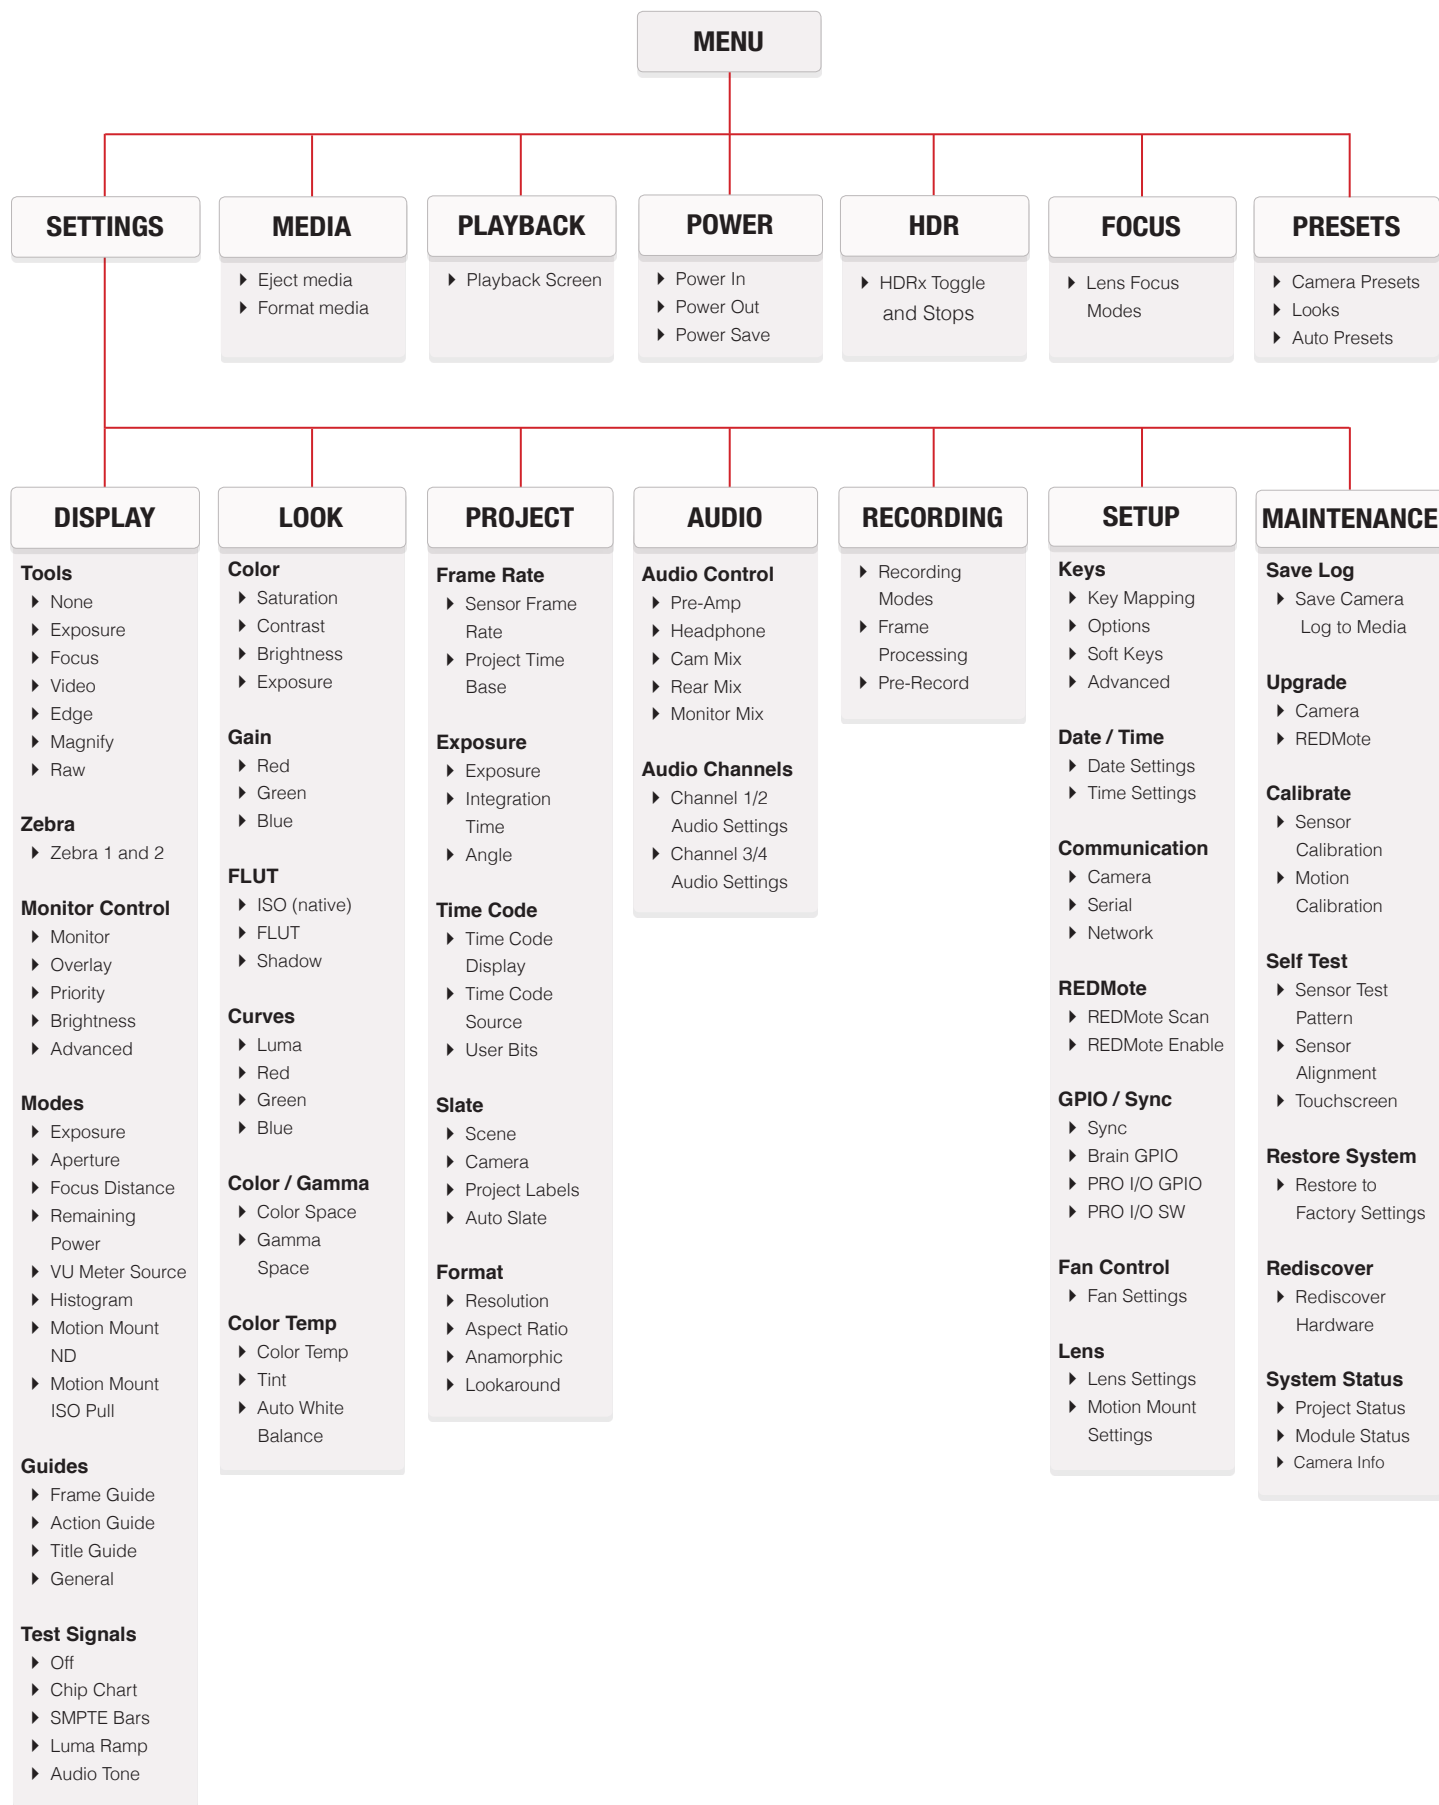 MENU
SETTINGS
MEDIA
Eject media
Format media
PLAYBACK
Playback Screen
POWER
Power In
Power Out
Power Save
HDR
HDRx Toggle
and Stops
FOCUS
Lens Focus
Modes
PRESETS
Camera Presets
Looks
Auto Presets
DISPLAY
Tools
None
Exposure
Focus
Video
Edge
Magnify
Raw
Zebra
Zebra 1 and 2
Monitor Control
Monitor
Overlay
Priority
Brightness
Advanced
Modes
Exposure
Aperture
Focus Distance
Remaining
Power
VU Meter Source
Histogram
Motion Mount
ND
Motion Mount
ISO Pull
Guides
Frame Guide
Action Guide
Title Guide
General
Test Signals
Off
Chip Chart
SMPTE Bars
Luma Ramp
Audio Tone
LOOK
Color
Saturation
Contrast
Brightness
Exposure
Gain
Red
Green
Blue
FLUT
ISO (native)
FLUT
Shadow
Curves
Luma
Red
Green
Blue
Color / Gamma
Color Space
Gamma
Space
Color Temp
Color Temp
Tint
Auto White
Balance
PROJECT
Frame Rate
Sensor Frame
Rate
Project Time
Base
Exposure
Exposure
Integration
Time
Angle
Time Code
Time Code
Display
Time Code
Source
User Bits
Slate
Scene
Camera
Project Labels
Auto Slate
Format
Resolution
Aspect Ratio
Anamorphic
Lookaround
AUDIO
Audio Control
Pre-Amp
Headphone
Cam Mix
Rear Mix
Monitor Mix
Audio Channels
Channel 1/2
Audio Settings
Channel 3/4
Audio Settings
RECORDING
Recording
Modes
Frame
Processing
Pre-Record
SETUP
Keys
Key Mapping
Options
Soft Keys
Advanced
Date / Time
Date Settings
Time Settings
Communication
Camera
Serial
Network
REDMote
REDMote Scan
REDMote Enable
GPIO / Sync
Sync
Brain GPIO
PRO I/O GPIO
PRO I/O SW
Fan Control
Fan Settings
Lens
Lens Settings
Motion Mount
Settings
MAINTENANCE
Save Log
Save Camera
Log to Media
Upgrade
Camera
REDMote
Calibrate
Sensor
Calibration
Motion
Calibration
Self Test
Sensor Test
Pattern
Sensor
Alignment
Touchscreen
Restore System
Restore to
Factory Settings
Rediscover
Rediscover
Hardware
System Status
Project Status
Module Status
Camera Info